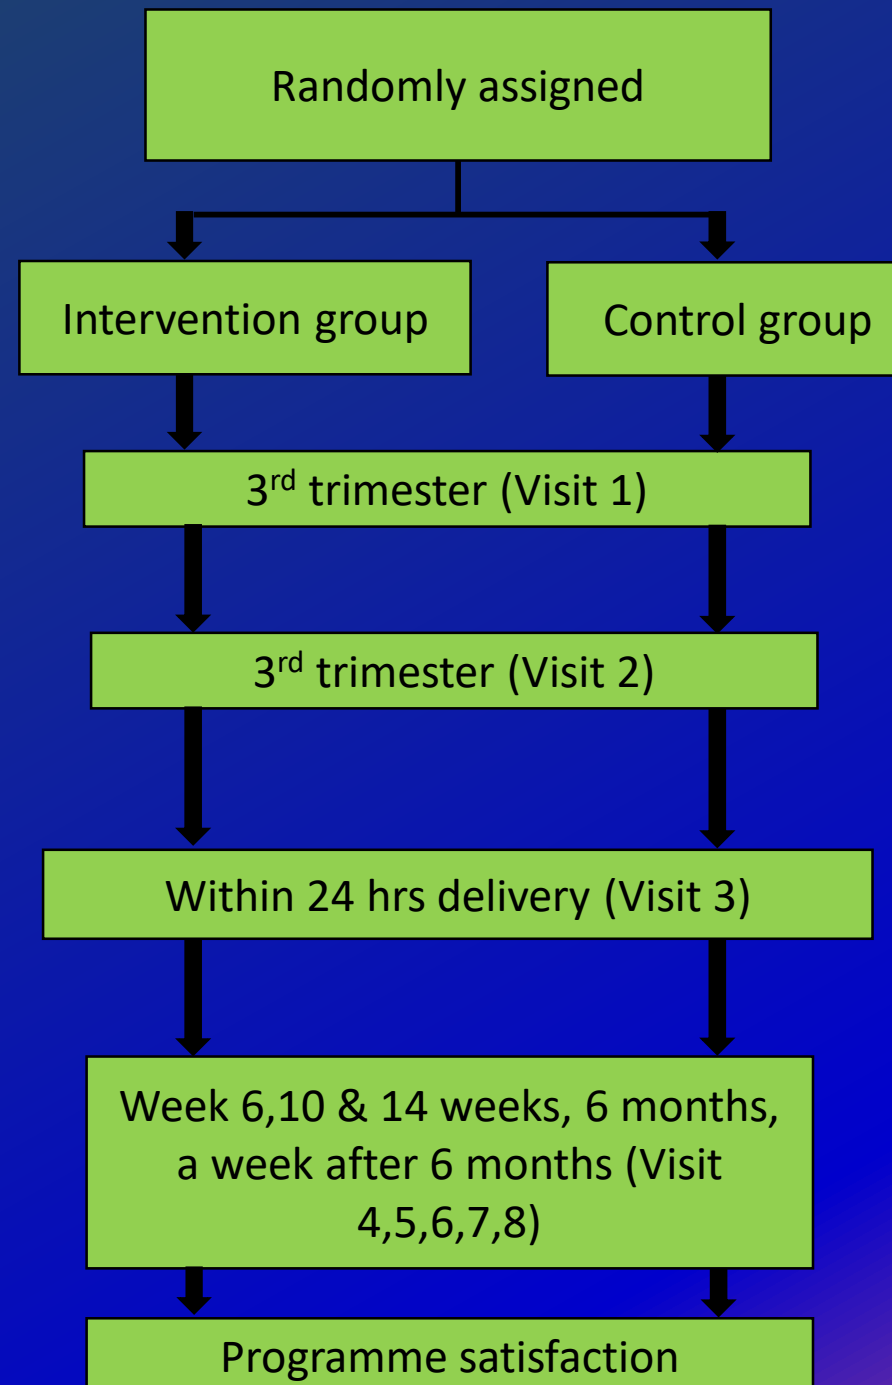 Randomly assigned
Intervention group
Control group
3rd trimester (Visit 1)
3rd trimester (Visit 2)
Within 24 hrs delivery (Visit 3)
Week 6,10 & 14 weeks, 6 months,
a week after 6 months (Visit
4,5,6,7,8)
Programme satisfaction